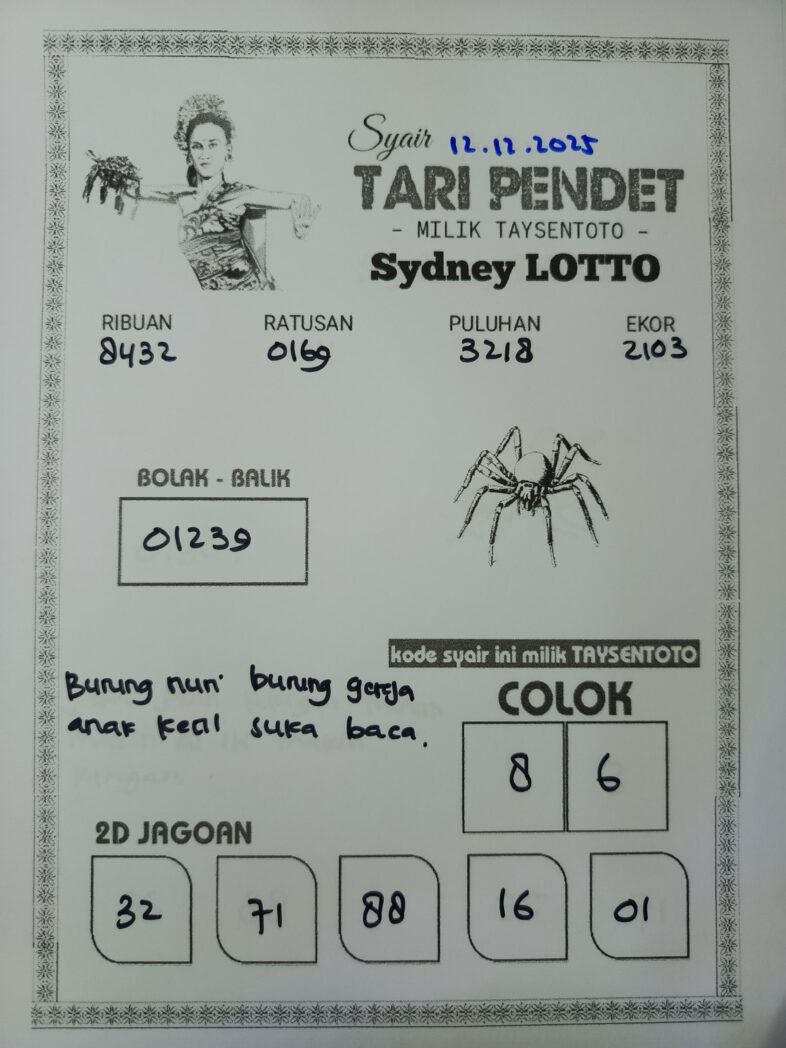 Syair 12.12.2025
TARI PENDET
- MILIK TAYSENTOTO -
Sydney LOTTO
RIBUAN RATUSAN PULUHAN EKOR
8432 0169 3218 2103
BOLAK - BALIK
01239
kode syair ini milik TAYSENTOTO
Burung nuri burung gereja
anak kecil suka baca.
COLOK
8 6
2D JAGOAN
32 71 88 16 01